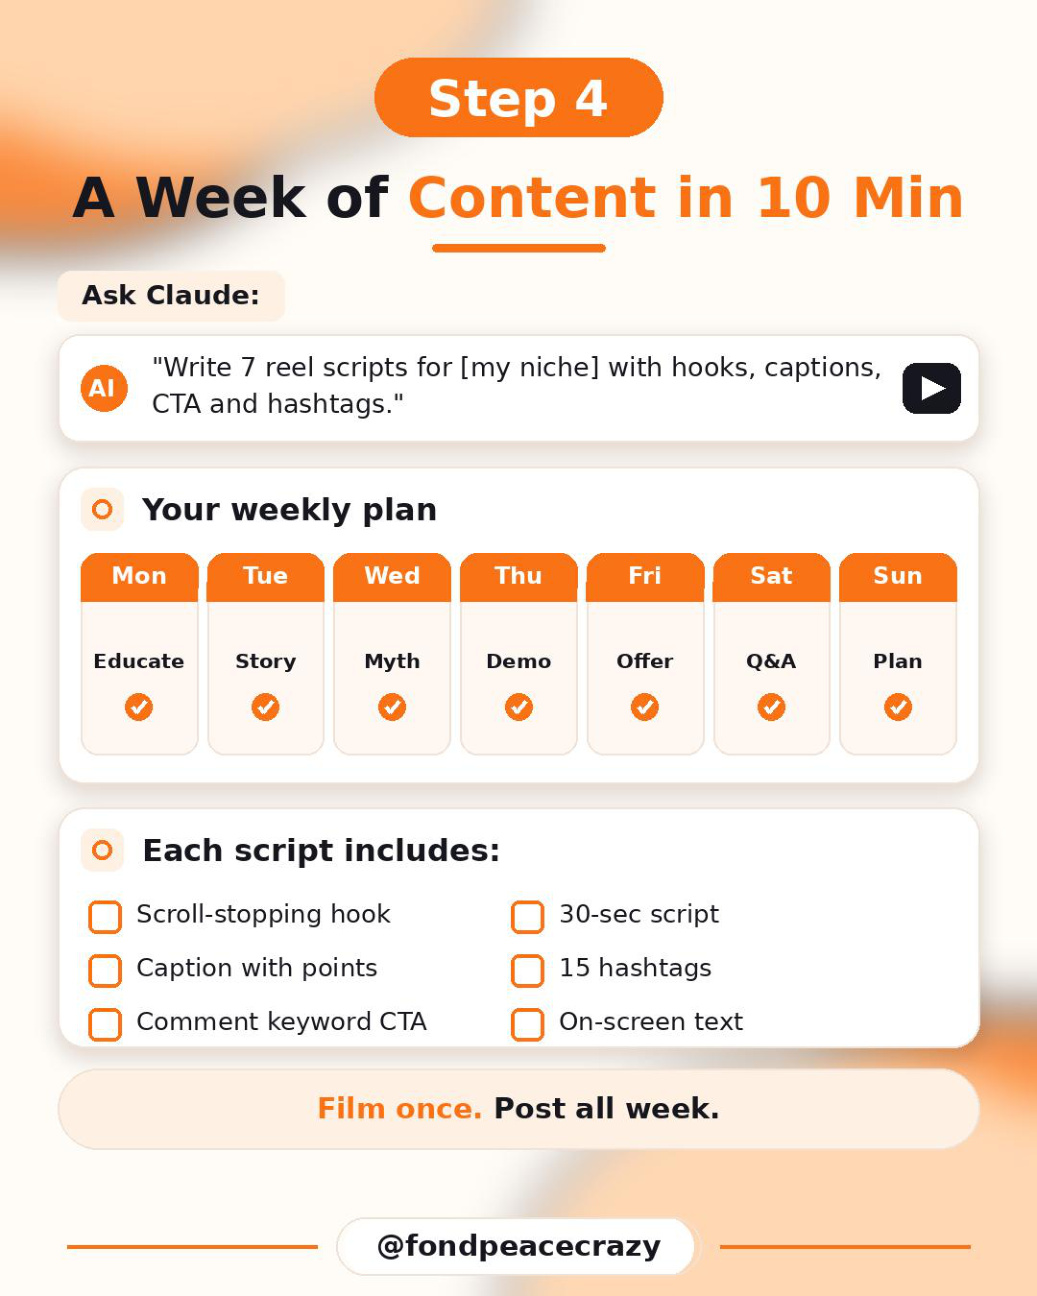 Step 4
A Week of Content in 10 Min
Ask Claude:
AI
"Write 7 reel scripts for [my niche] with hooks, captions,
CTA and hashtags."
Your weekly plan
Mon Tue Wed Thu Fri Sat Sun
Educate Story Myth Demo Offer Q&A Plan
Each script includes:
Scroll-stopping hook 30-sec script
Caption with points 15 hashtags
Comment keyword CTA On-screen text
Film once. Post all week.
@fondpeacecrazy